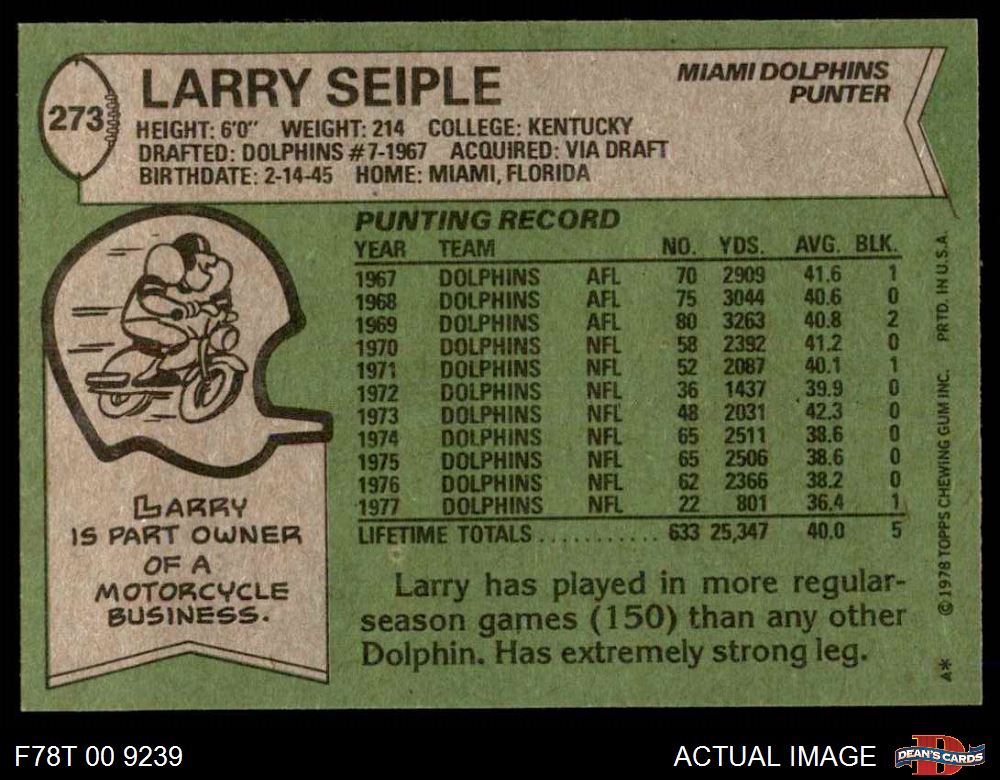 273
LARRY SEIPLE
MIAMI DOLPHINS
PUNTER
HEIGHT: 6'0" WEIGHT: 214 COLLEGE: KENTUCKY
DRAFTED: DOLPHINS #7-1967 ACQUIRED: VIA DRAFT
BIRTHDATE: 2-14-45 HOME: MIAMI, FLORIDA
PUNTING RECORD
YEAR TEAM NO. YDS. AVG. BLK.
1967 DOLPHINS AFL 70 2909 41.6 1
1968 DOLPHINS AFL 75 3044 40.6 0
1969 DOLPHINS AFL 80 3263 40.8 2
1970 DOLPHINS NFL 58 2392 41.2 0
1971 DOLPHINS NFL 52 2087 40.1 1
1972 DOLPHINS NFL 36 1437 39.9 0
1973 DOLPHINS NFL 48 2031 42.3 0
1974 DOLPHINS NFL 65 2511 38.6 0
1975 DOLPHINS NFL 65 2506 38.6 0
1976 DOLPHINS NFL 62 2366 38.2 0
1977 DOLPHINS NFL 22 801 36.4 1
LIFETIME TOTALS........... 633 25,347 40.0 5
LARRY
IS PART OWNER
OF A
MOTORCYCLE
BUSINESS.
Larry has played in more regular-
season games (150) than any other
Dolphin. Has extremely strong leg.
A* © 1978 TOPPS CHEWING GUM INC. PRTD. IN U.S.A.
F78T 00 9239
ACTUAL IMAGE
D
DEAN'S CARDS